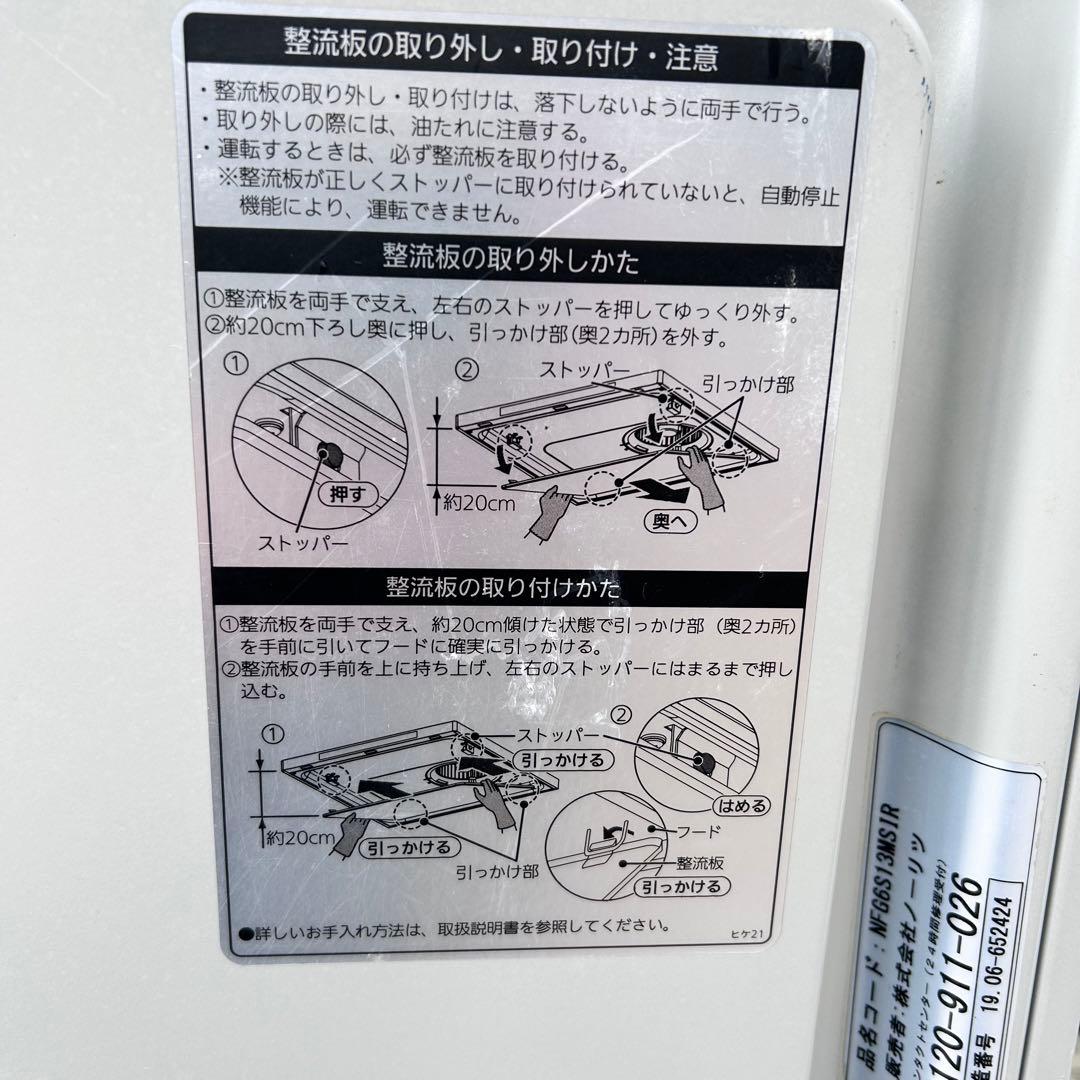 整流板の取り外し・取り付け・注意
・整流板の取り外し・取り付けは、落下しないように両手で行う。
・取り外しの際には、油たれに注意する。
・運転するときは、必ず整流板を取り付ける。
※整流板が正しくストッパーに取り付けられていないと、自動停止
機能により、運転できません。
整流板の取り外しかた
①整流板を両手で支え、左右のストッパーを押してゆっくり外す。
②約20cm下ろし奥に押し、引っかけ部(奥2カ所)を外す。
①
押す
ストッパー
②
ストッパー
引っかけ部
約20cm
奥へ
整流板の取り付けかた
①整流板を両手で支え、約20cm傾けた状態で引っかけ部(奥2カ所)
を手前に引いてフードに確実に引っかける。
②整流板の手前を上に持ち上げ、左右のストッパーにはまるまで押し
込む。
①
ストッパー
引っかける
約20cm
引っかける
引っかけ部
②
はめる
フード
整流板
引っかける
●詳しいお手入れ方法は、取扱説明書を参照してください。
ヒケ21
品名コード：NFG6S13MSIR
販売者：株式会社ノーリツ
ンタクトセンター（24時間修理受付）
120-911-026
造番号 19.06-652424